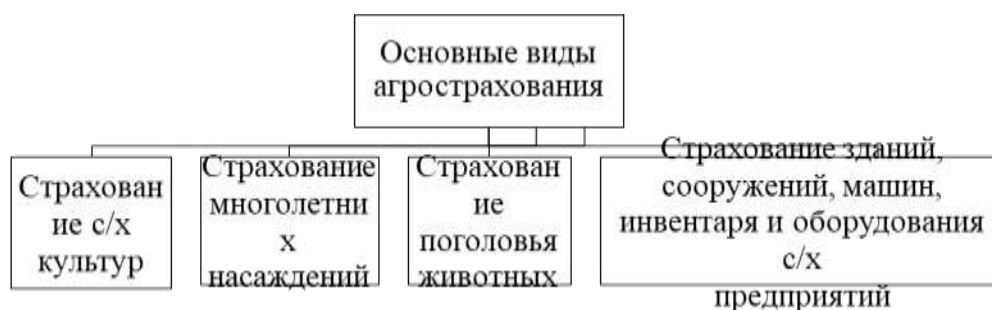 Основные виды
агрострахования
Страхован
ие с/х
культур
Страхование
многолетни
х
насаждений
Страхован
ие
поголовья
животных
Страхование зданий,
сооружений, машин,
инвентаря и оборудования
с/х
предприятий